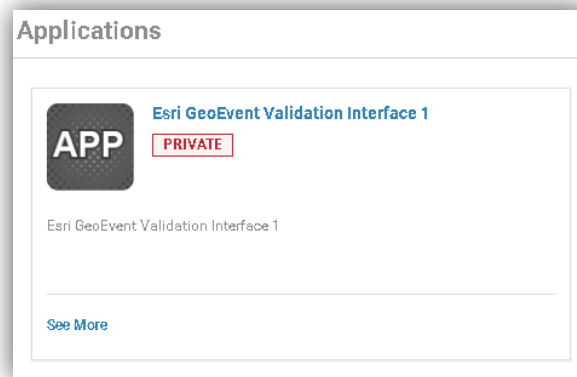 Applications
APP
Esri GeoEvent Validation Interface 1
PRIVATE
Esri GeoEvent Validation Interface 1
See More